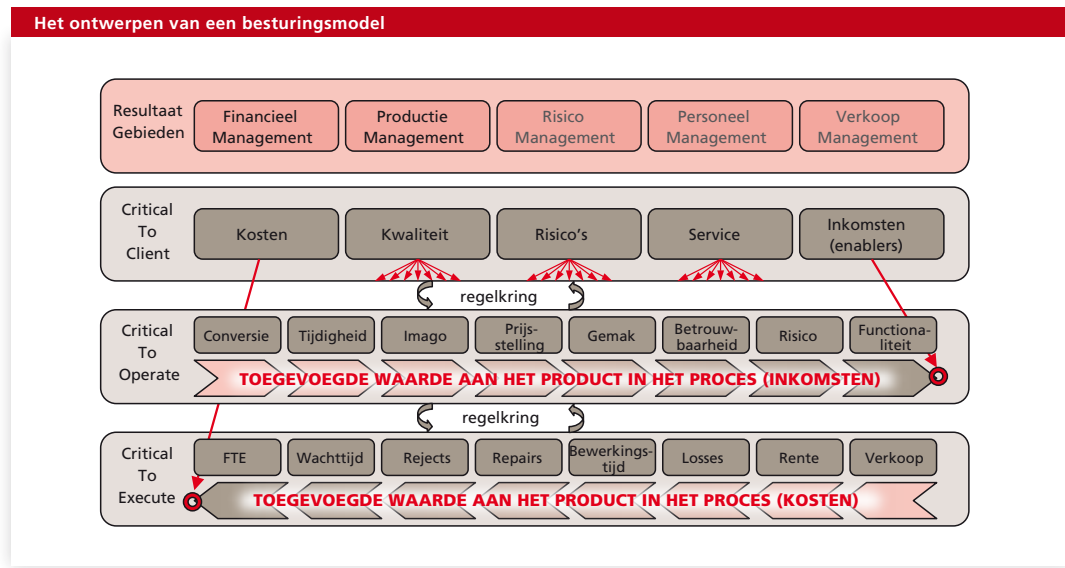 Het ontwerpen van een besturingsmodel
Resultaat
Gebieden
Financieel
Management
Productie
Management
Risico
Management
Personeel
Management
Verkoop
Management
Critical
To
Client
Kosten
Kwaliteit
Risico's
Service
Inkomsten
(enablers)
regelkring
Critical
To
Operate
Conversie
Tijdigheid
Imago
Prijs-
stelling
Gemak
Betrouw-
baarheid
Risico
Functiona-
liteit
TOEGEVOEGDE WAARDE AAN HET PRODUCT IN HET PROCES (INKOMSTEN)
regelkring
Critical
To
Execute
FTE
Wachttijd
Rejects
Repairs
Bewerkings-
tijd
Losses
Rente
Verkoop
TOEGEVOEGDE WAARDE AAN HET PRODUCT IN HET PROCES (KOSTEN)